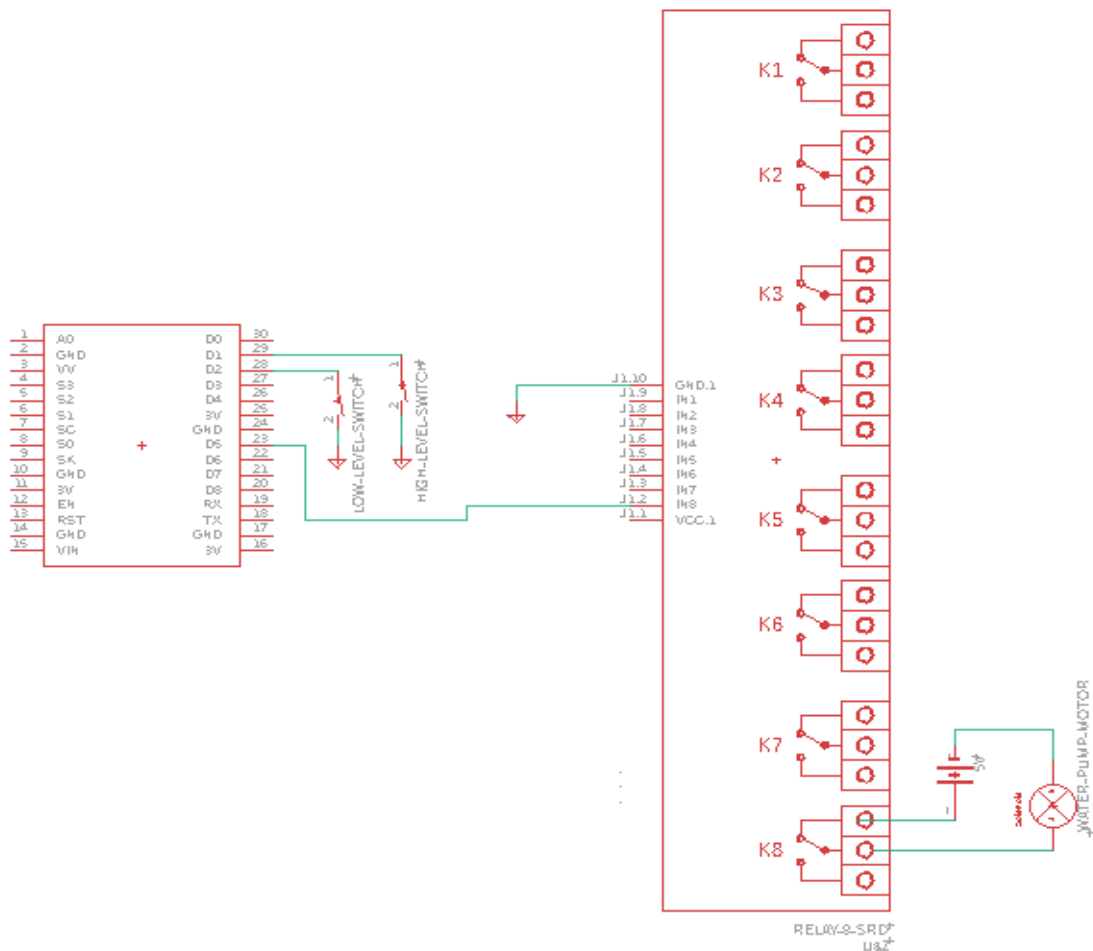 K1
K2
K3
K4
K5
K6
K7
K8
1 A0 D0 30
2 GND D1 29
3 VV D2 28
4 S3 D3 27
5 S2 D4 26
6 S1 3V 25
7 SC GND 24
8 S0 D5 23
9 SK D6 22
10 GND D7 21
11 3V D8 20
12 EN RX 19
13 RST TX 18
14 GND GND 17
15 VIN 3V 16
1
2
LOW-LEVEL-SWITCH
1
2
HIGH-LEVEL-SWITCH
J1.10 GND.1
J1.9 IN1
J1.8 IN2
J1.7 IN3
J1.6 IN4
J1.5 IN5
J1.4 IN6
J1.3 IN7
J1.2 IN8
J1.1 VCC.1
5V
WATER-PUMP-MOTOR
RELAY-8-SRD